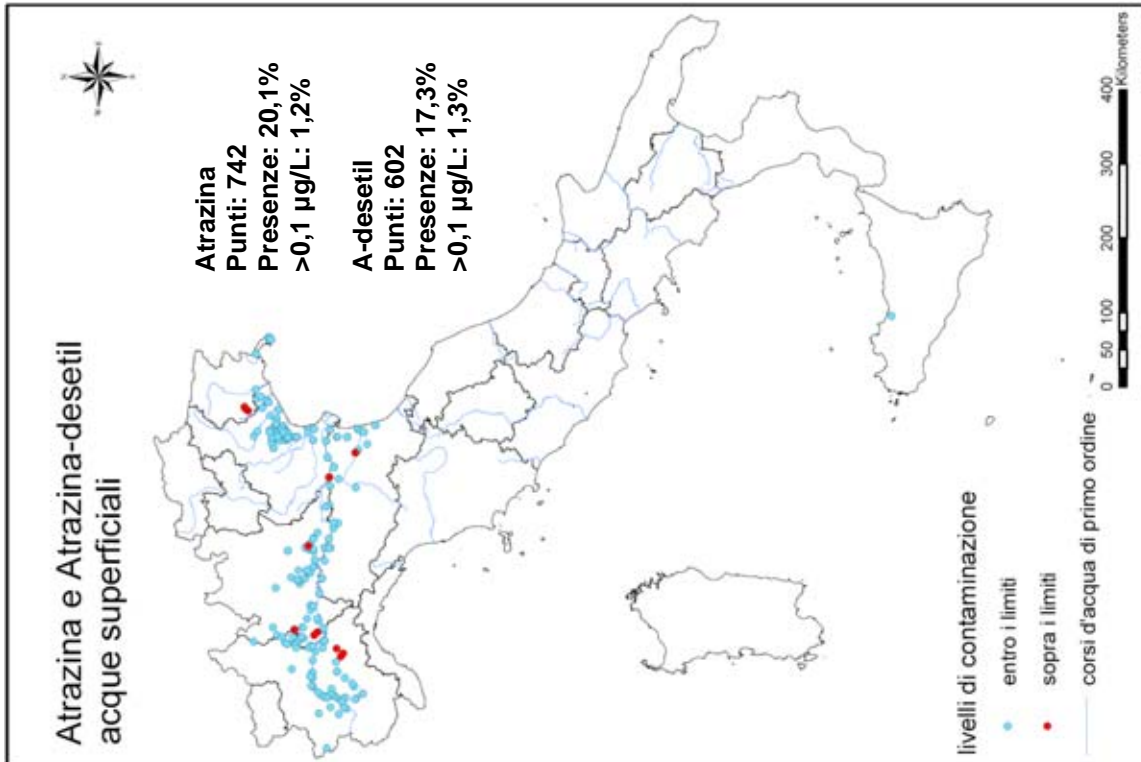 Atrazina e Atrazina-desetil
acque superficiali
Atrazina
Punti: 742
Presenze: 20,1%
>0,1 µg/L: 1,2%
A-desetil
Punti: 602
Presenze: 17,3%
>0,1 µg/L: 1,3%
livelli di contaminazione
entro i limiti
sopra i limiti
corsi d'acqua di primo ordine
0 50 100 200 300 400
Kilometers